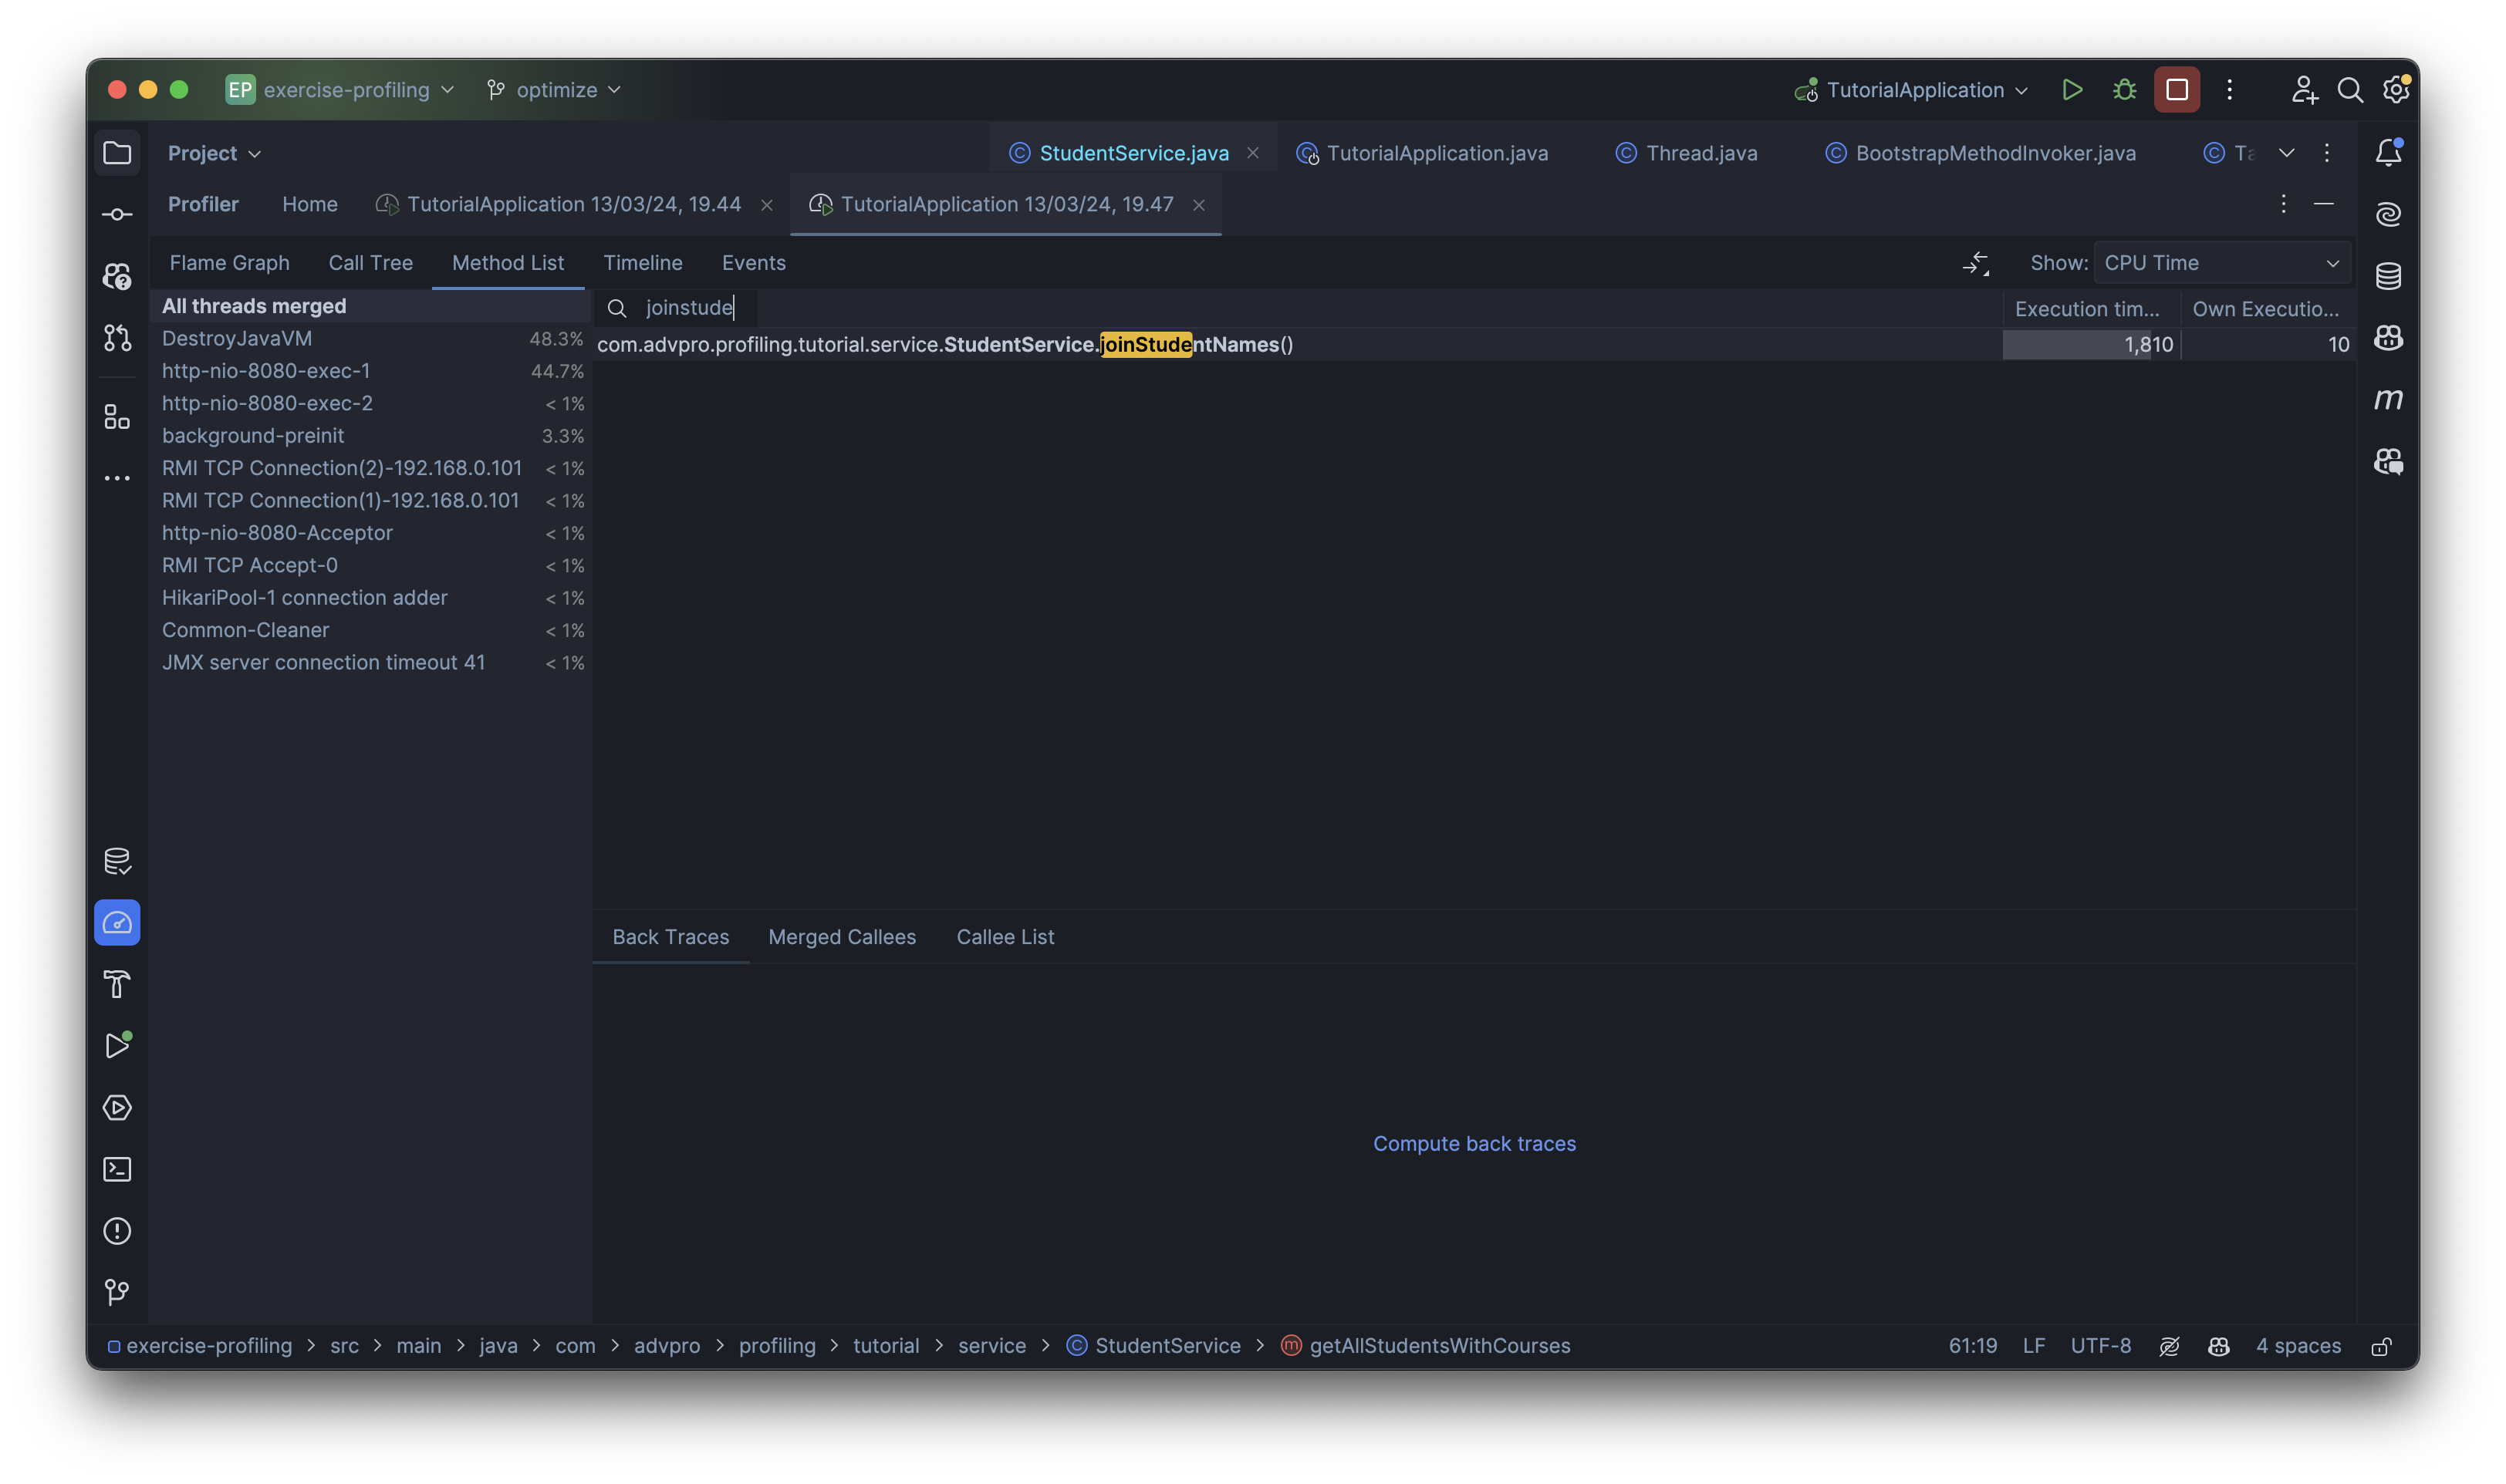 EP exercise-profiling optimize TutorialApplication
Project StudentService.java TutorialApplication.java Thread.java BootstrapMethodInvoker.java
Profiler Home TutorialApplication 13/03/24, 19.44 TutorialApplication 13/03/24, 19.47
Flame Graph Call Tree Method List Timeline Events Show: CPU Time
All threads merged joinstude Execution tim... Own Executio...
DestroyJavaVM 48.3% com.advpro.profiling.tutorial.service.StudentService.joinStudentNames() 1,810 10
http-nio-8080-exec-1 44.7%
http-nio-8080-exec-2 < 1%
background-preinit 3.3%
RMI TCP Connection(2)-192.168.0.101 < 1%
RMI TCP Connection(1)-192.168.0.101 < 1%
http-nio-8080-Acceptor < 1%
RMI TCP Accept-0 < 1%
HikariPool-1 connection adder < 1%
Common-Cleaner < 1%
JMX server connection timeout 41 < 1%
Back Traces Merged Callees Callee List
Compute back traces
exercise-profiling > src > main > java > com > advpro > profiling > tutorial > service > StudentService > getAllStudentsWithCourses 61:19 LF UTF-8 4 spaces